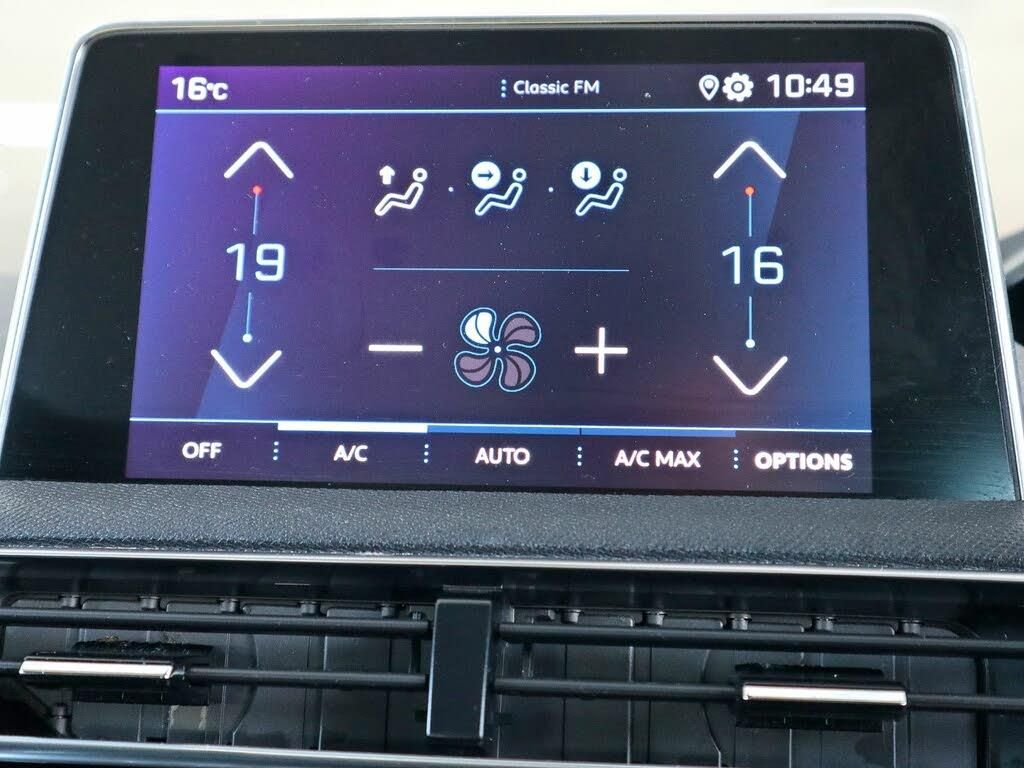 16°C Classic FM 10:49
19 16
OFF A/C AUTO A/C MAX OPTIONS